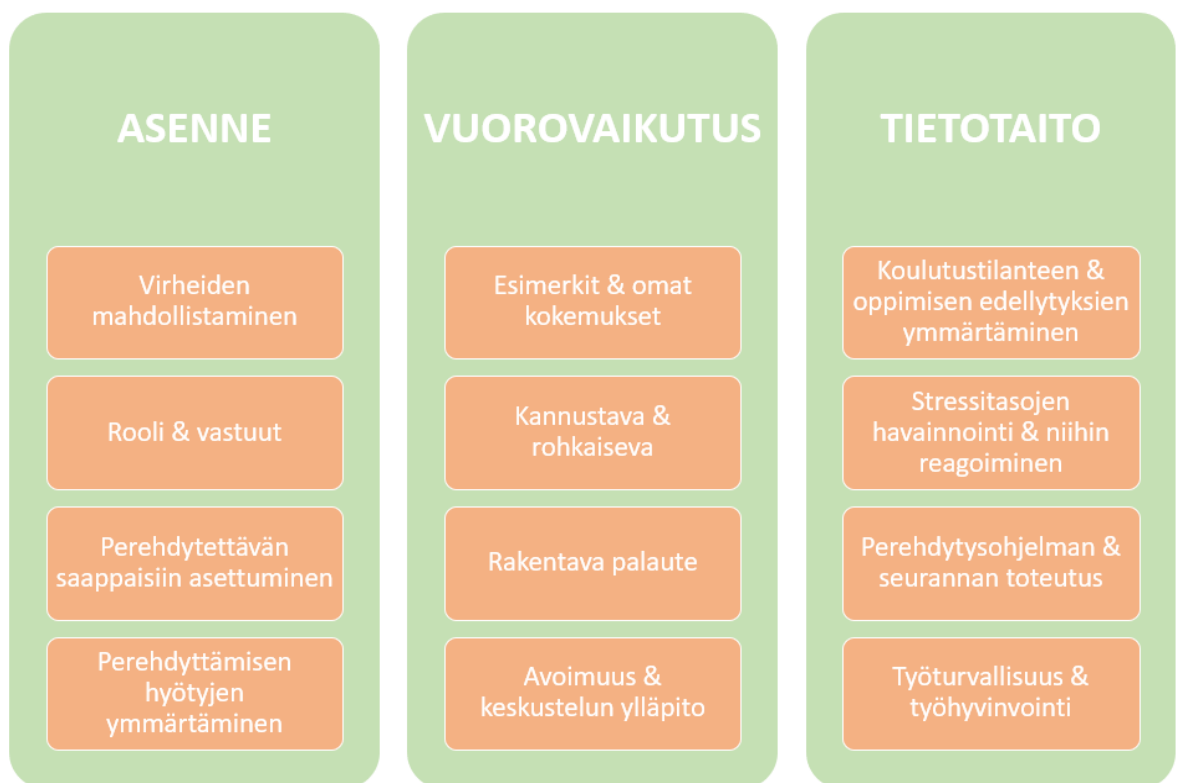 ASENNE
Virheiden
mahdollistaminen
Rooli & vastuut
Perehdytettävän
saappaisiin asettuminen
Perehdyttämisen
hyötyjen
ymmärtäminen
VUOROVAIKUTUS
Esimerkit & omat
kokemukset
Kannustava &
rohkaiseva
Rakentava palaute
Avoimuus &
keskustelun ylläpito
TIETOTAITO
Koulutustilanteen &
oppimisen edellytyksien
ymmärtäminen
Stressitasojen
havainnointi & niihin
reagoiminen
Perehdytysohjelman &
seurannan toteutus
Työturvallisuus &
työhyvinvointi